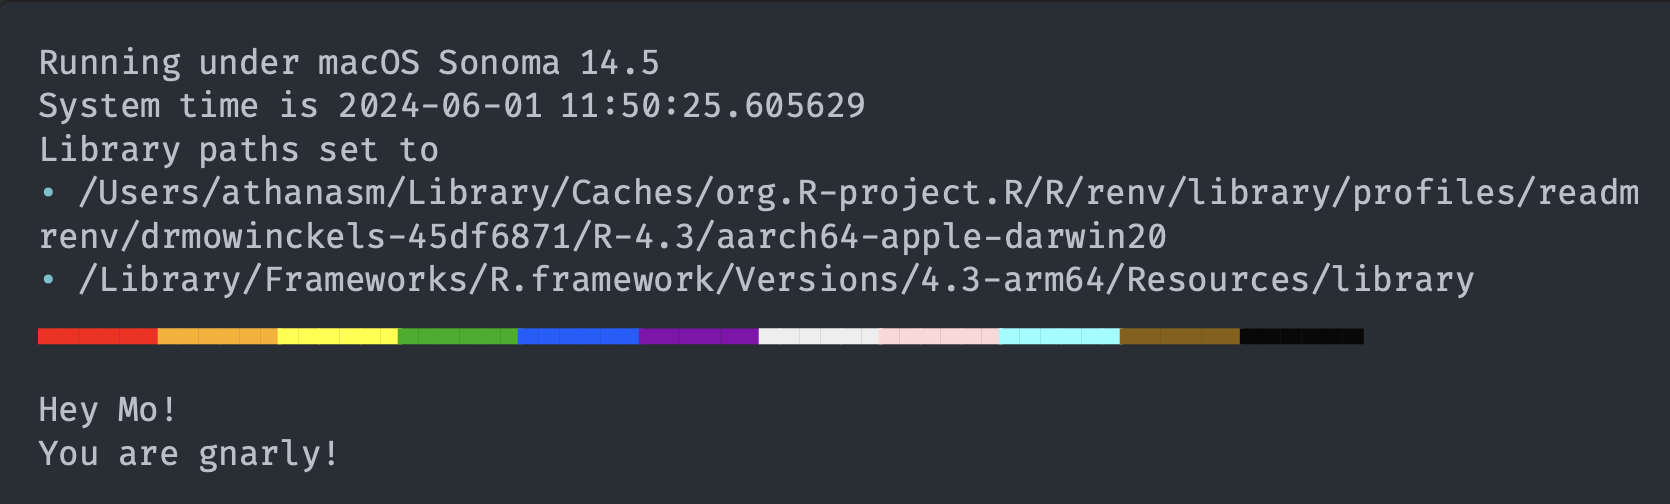 Running under macOS Sonoma 14.5
System time is 2024-06-01 11:50:25.605629
Library paths set to
• /Users/athanasm/Library/Caches/org.R-project.R/R/renv/library/profiles/readm
renv/drmowinckels-45df6871/R-4.3/aarch64-apple-darwin20
• /Library/Frameworks/R.framework/Versions/4.3-arm64/Resources/library
Hey Mo!
You are gnarly!